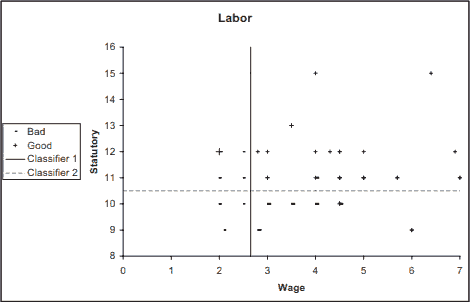 Labor
16
15
14
13
12
11
10
9
8
Statutory
0 1 2 3 4 5 6 7
Wage
Bad
Good
Classifier 1
Classifier 2